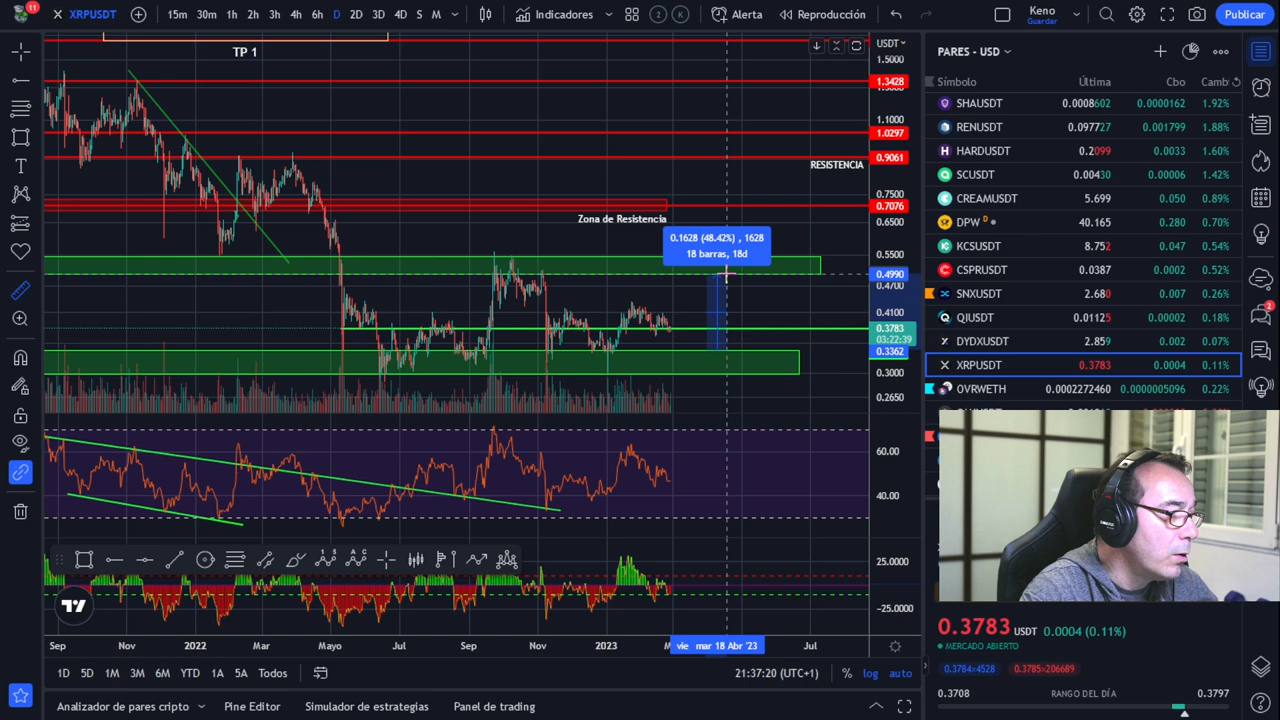 11
XRPUSDT
15m 30m 1h 2h 3h 4h 6h D 2D 3D 4D S M
Indicadores
2 K
Alerta
Reproducción
Keno
Guardar
Publicar
TP 1
USDT
1.5000
1.3428
1.1000
1.0297
0.9061
RESISTENCIA
0.7500
0.7076
Zona de Resistencia
0.6500
0.1628 (48.42%) , 1628
18 barras, 18d
0.5500
0.4990
0.4700
0.4100
0.3783
03:22:39
0.3362
0.3000
0.2650
60.00
40.00
25.0000
−25.0000
Sep Nov 2022 Mar Mayo Jul Sep Nov 2023 vie mar 18 Abr '23 Jul
1D 5D 1M 3M 6M YTD 1A 5A Todos
21:37:20 (UTC+1)
% log auto
Analizador de pares cripto
Pine Editor
Simulador de estrategias
Panel de trading
PARES - USD
Símbolo Última Cbo Camb
SHAUSDT 0.0008602 0.0000162 1.92%
RENUSDT 0.097727 0.001799 1.88%
HARDUSDT 0.2099 0.0033 1.60%
SCUSDT 0.00430 0.00006 1.42%
CREAMUSDT 5.699 0.050 0.89%
DPW D 40.165 0.280 0.70%
KCSUSDT 8.752 0.047 0.54%
CSPRUSDT 0.0387 0.0002 0.52%
SNXUSDT 2.680 0.007 0.26%
QIUSDT 0.01125 0.00002 0.18%
DYDXUSDT 2.859 0.002 0.07%
XRPUSDT 0.3783 0.0004 0.11%
OVRWETH 0.0002272460 0.0000005096 0.22%
2
0.3783 USDT 0.0004 (0.11%)
MERCADO ABIERTO
0.3784×4528 0.3785×206689
0.3708 RANGO DEL DÍA 0.3797